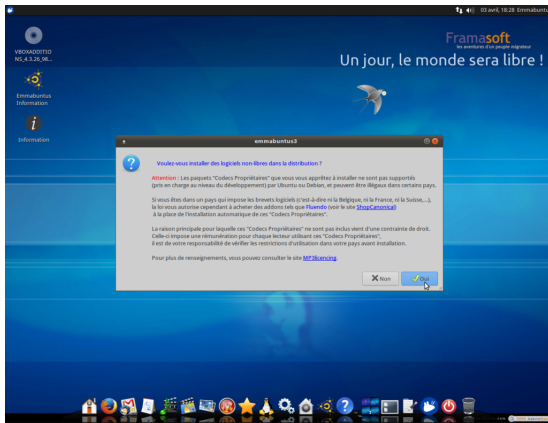 03 avril, 18:28 Emmabuntu
Framasoft
les aventures d'un peuple migrateur
Un jour, le monde sera libre !
VBOXADDITIO
NS_4.3.26_98...
Emmabuntus
Information
Information
emmabuntus3
Voulez-vous installer des logiciels non-libres dans la distribution ?
Attention : Les paquets "Codecs Propriétaires" que vous vous apprêtez à installer ne sont pas supportés
(pris en charge au niveau du développement) par Ubuntu ou Debian, et peuvent être illégaux dans certains pays.
Si vous êtes dans un pays qui impose les brevets logiciels (c'est-à-dire ni la Belgique, ni la France, ni la Suisse,...),
la loi vous autorise cependant à acheter des addons tels que Fluendo (voir le site ShopCanonical)
à la place de l'installation automatique de ces "Codecs Propriétaires".
La raison principale pour laquelle ces "Codecs Propriétaires" ne sont pas inclus vient d'une contrainte de droit.
Celle-ci impose une rémunération pour chaque lecteur utilisant ces "Codecs Propriétaires",
il est de votre responsabilité de vérifier les restrictions d'utilisation dans votre pays avant installation.
Pour plus de renseignements, vous pouvez consulter le site MP3licencing.
Non
Oui